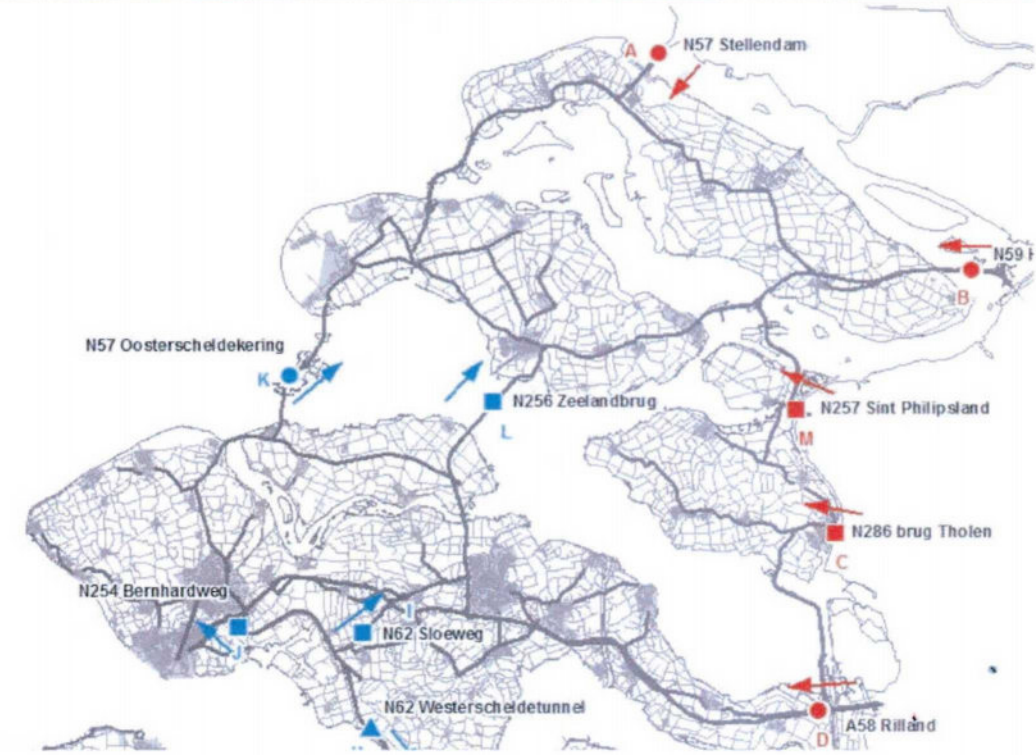 A
N57 Stellendam
N59
B
N57 Oosterscheldekering
K
N256 Zeelandbrug
L
N257 Sint Philipsland
M
N286 brug Tholen
C
N254 Bernhardweg
I
N62 Sloeweg
J
N62 Westerscheldetunnel
A58 Rilland
D